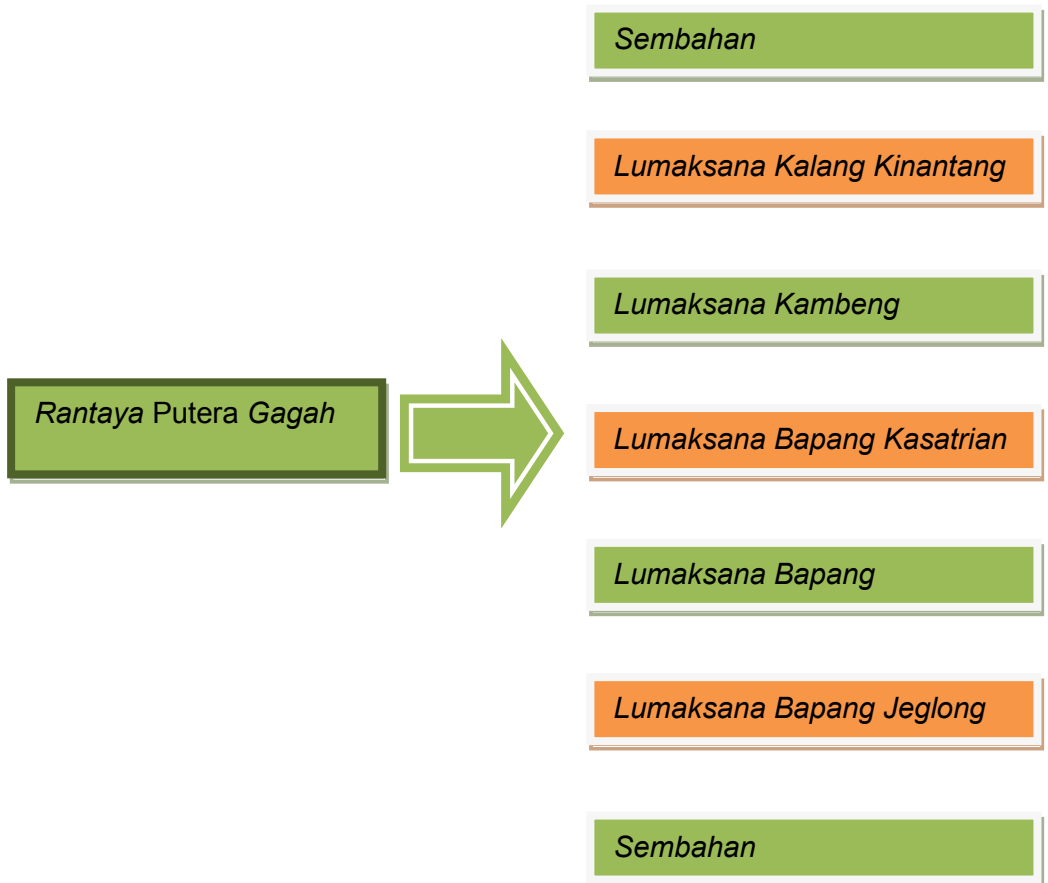 Sembahan
Lumaksana Kalang Kinantang
Lumaksana Kambeng
Rantaya Putera Gagah
Lumaksana Bapang Kasatrian
Lumaksana Bapang
Lumaksana Bapang Jeglong
Sembahan